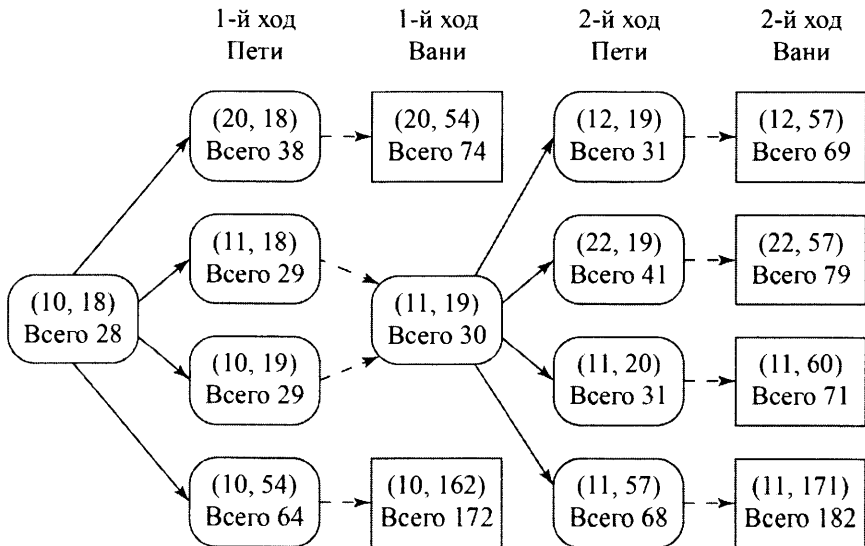 1-й ход
Пети
1-й ход
Вани
2-й ход
Пети
2-й ход
Вани
(20, 18)
Всего 38
(20, 54)
Всего 74
(12, 19)
Всего 31
(12, 57)
Всего 69
(11, 18)
Всего 29
(22, 19)
Всего 41
(22, 57)
Всего 79
(10, 18)
Всего 28
(11, 19)
Всего 30
(10, 19)
Всего 29
(11, 20)
Всего 31
(11, 60)
Всего 71
(10, 54)
Всего 64
(10, 162)
Всего 172
(11, 57)
Всего 68
(11, 171)
Всего 182